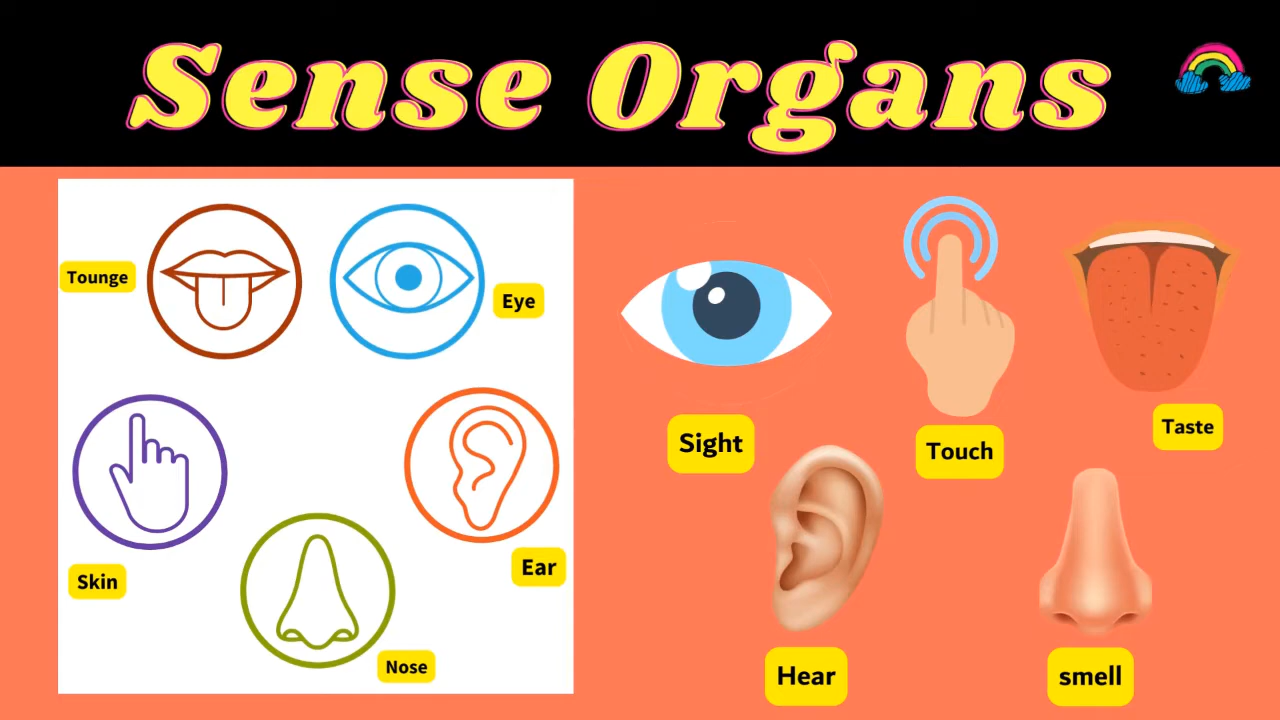 Sense Organs
Tounge
Eye
Skin
Ear
Nose
Sight
Touch
Taste
Hear
smell